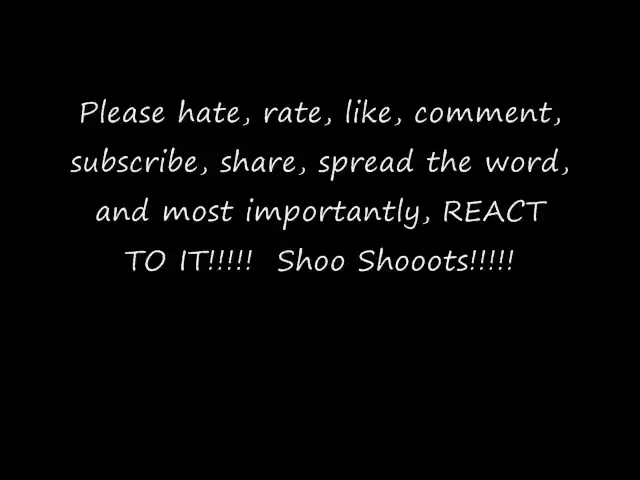 Please hate, rate, like, comment,
subscribe, share, spread the word,
and most importantly, REACT
TO IT!!!!!  Shoo Shooots!!!!!